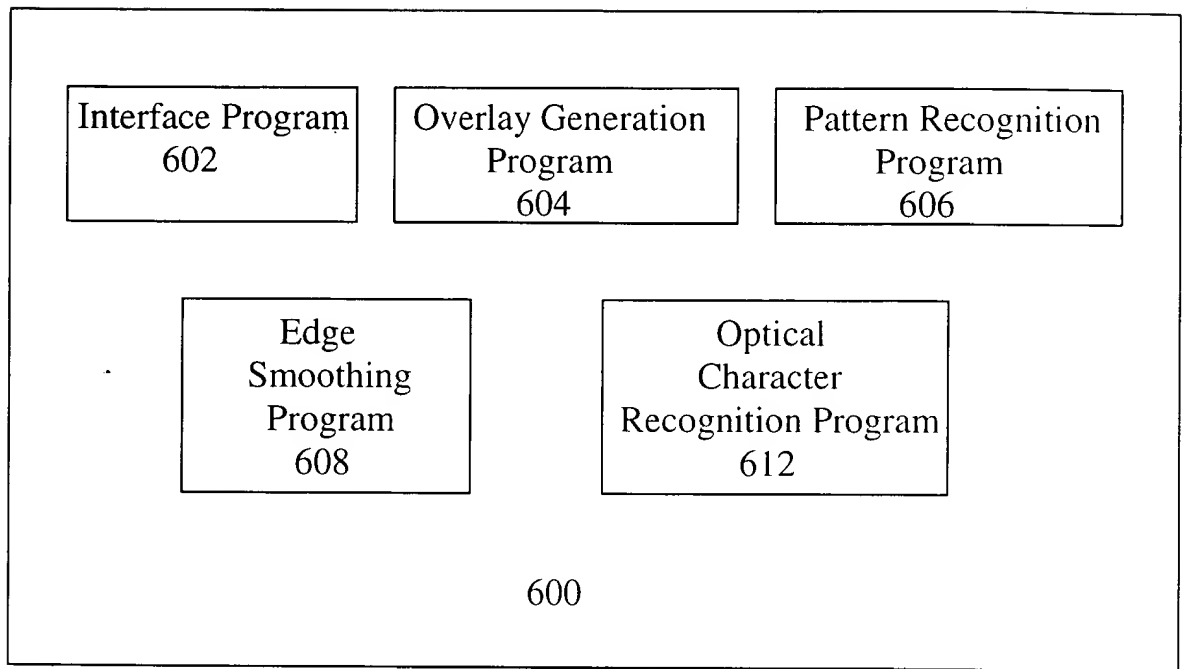 Interface Program
602
Overlay Generation
Program
604
Pattern Recognition
Program
606
Edge
Smoothing
Program
608
Optical
Character
Recognition Program
612
600